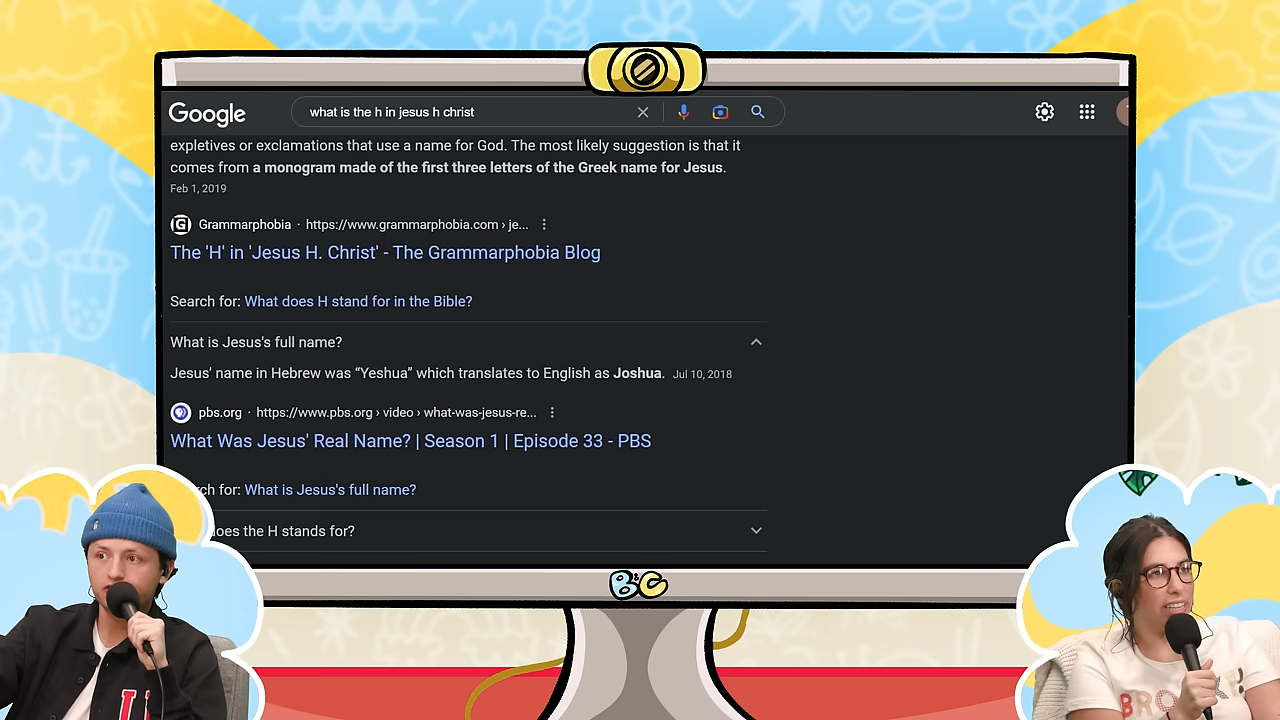 Google
what is the h in jesus h christ
expletives or exclamations that use a name for God. The most likely suggestion is that it
comes from a monogram made of the first three letters of the Greek name for Jesus.
Feb 1, 2019
G Grammarphobia · https://www.grammarphobia.com › je...
The 'H' in 'Jesus H. Christ' - The Grammarphobia Blog
Search for: What does H stand for in the Bible?
What is Jesus's full name?
Jesus' name in Hebrew was “Yeshua” which translates to English as Joshua. Jul 10, 2018
pbs.org · https://www.pbs.org › video › what-was-jesus-re...
What Was Jesus' Real Name? | Season 1 | Episode 33 - PBS
rch for: What is Jesus's full name?
does the H stands for?
B&C